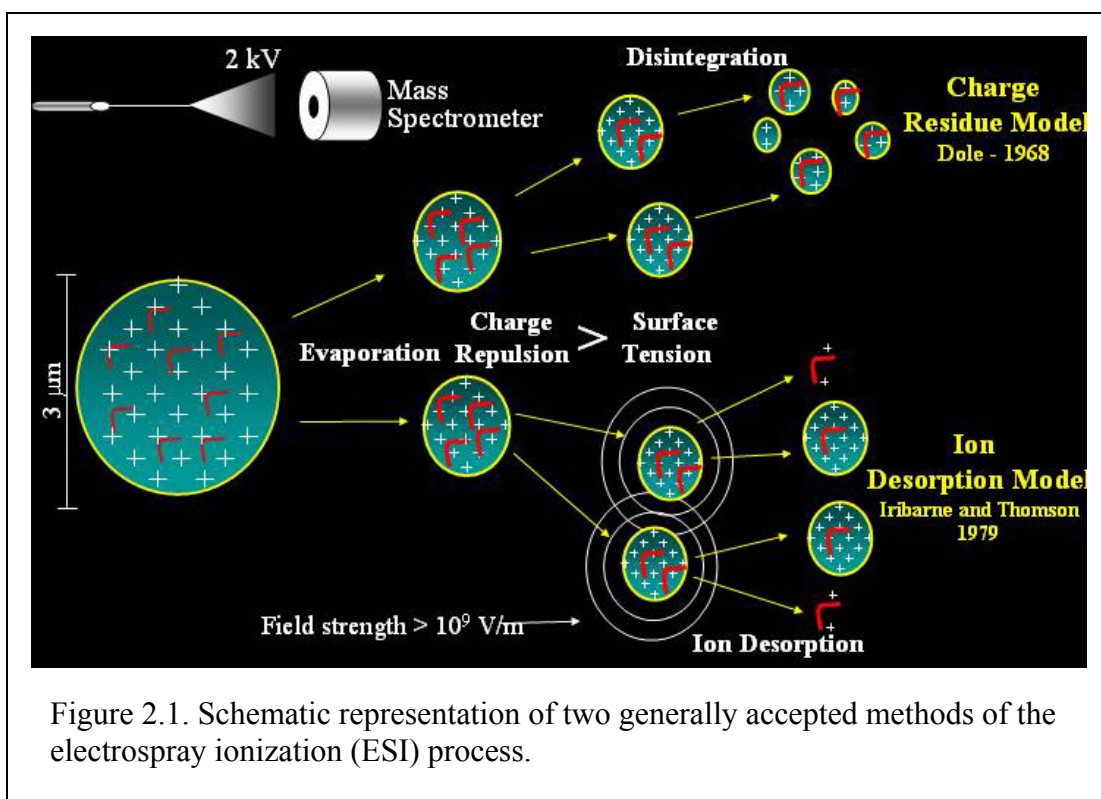 2 kV
Mass
Spectrometer
Disintegration
Charge
Residue Model
Dole - 1968
3 μm
Evaporation
Charge
Repulsion
>
Surface
Tension
Ion
Desorption Model
Iribarne and Thomson
1979
Field strength > 10⁹ V/m
Ion Desorption
Figure 2.1. Schematic representation of two generally accepted methods of the
electrospray ionization (ESI) process.